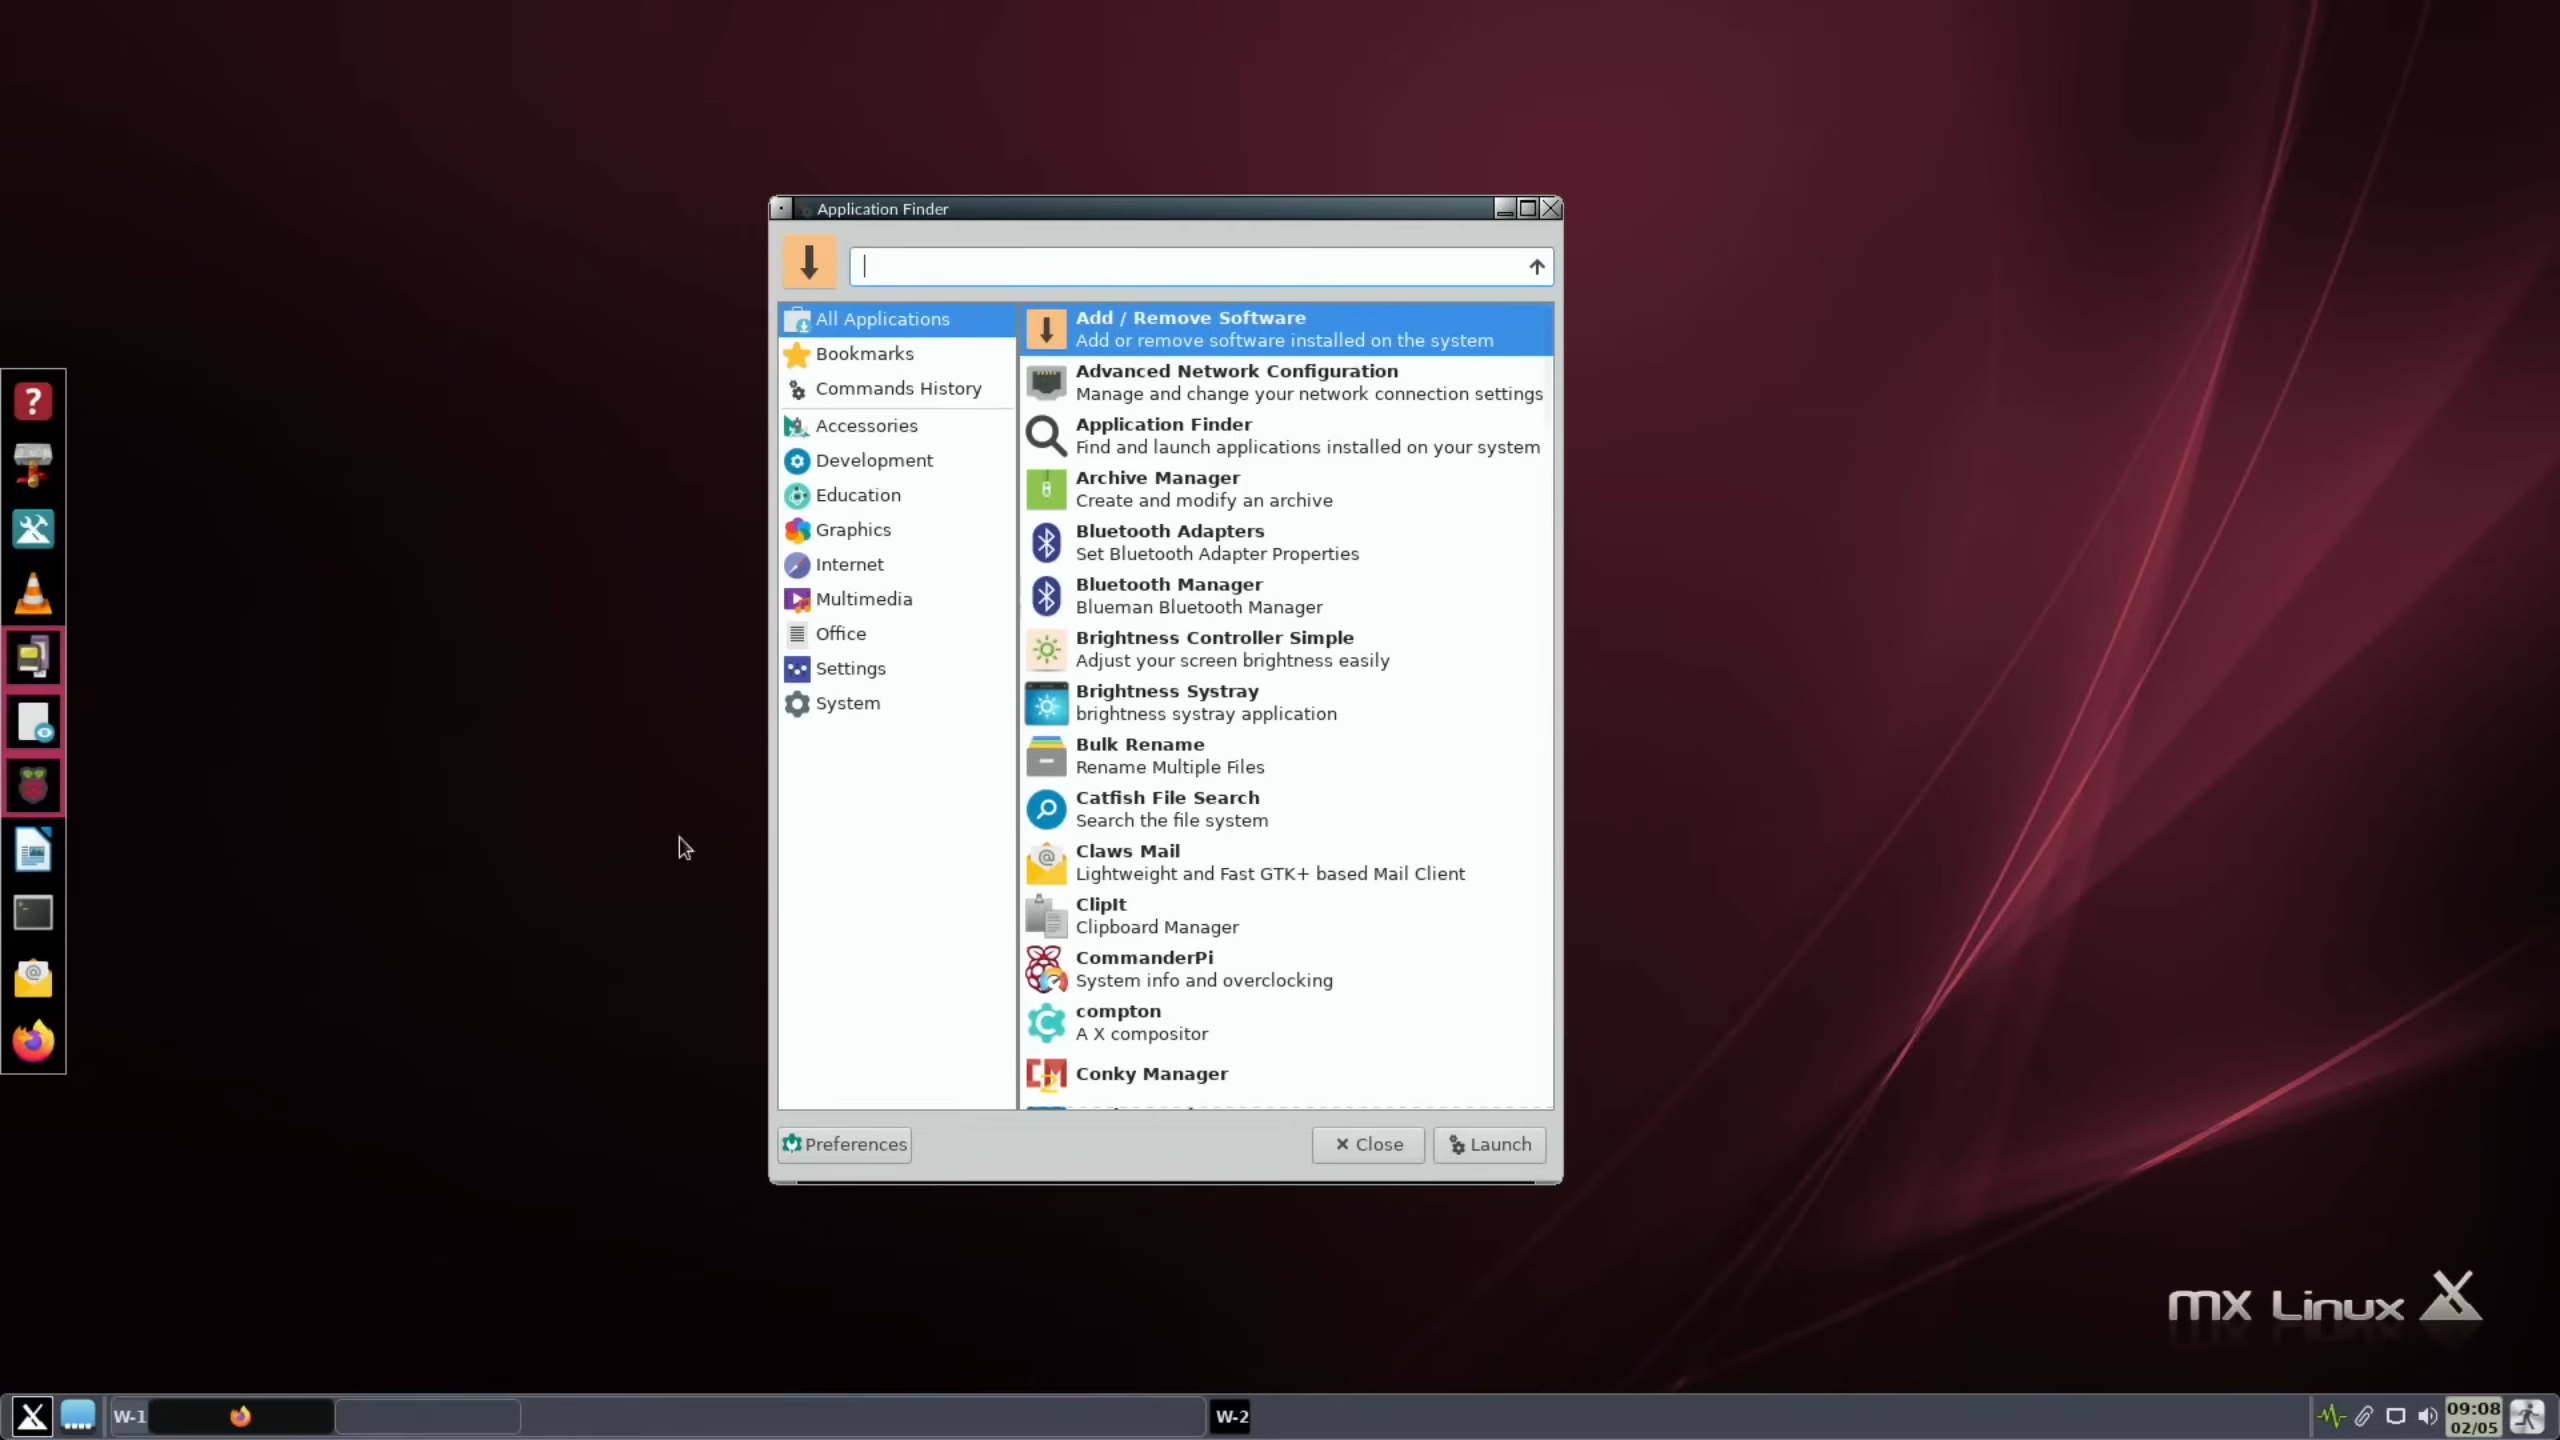 Application Finder
All Applications
Bookmarks
Commands History
Accessories
Development
Education
Graphics
Internet
Multimedia
Office
Settings
System
Add / Remove Software
Add or remove software installed on the system
Advanced Network Configuration
Manage and change your network connection settings
Application Finder
Find and launch applications installed on your system
Archive Manager
Create and modify an archive
Bluetooth Adapters
Set Bluetooth Adapter Properties
Bluetooth Manager
Blueman Bluetooth Manager
Brightness Controller Simple
Adjust your screen brightness easily
Brightness Systray
brightness systray application
Bulk Rename
Rename Multiple Files
Catfish File Search
Search the file system
Claws Mail
Lightweight and Fast GTK+ based Mail Client
ClipIt
Clipboard Manager
CommanderPi
System info and overclocking
compton
A X compositor
Conky Manager
Preferences
Close
Launch
MX Linux
W-1
W-2
09:08
02/05